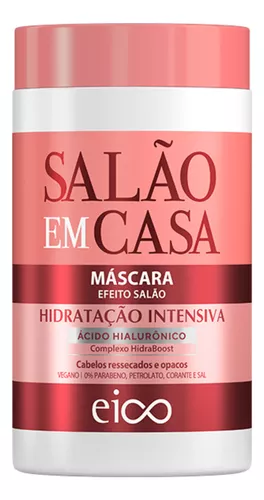 SALÃO
EM CASA
MÁSCARA
EFEITO SALÃO
HIDRATAÇÃO INTENSIVA
ÁCIDO HIALURÔNICO
Complexo HidraBoost
Cabelos ressecados e opacos
VEGANO | 0% PARABENO, PETROLATO, CORANTE E SAL
eico